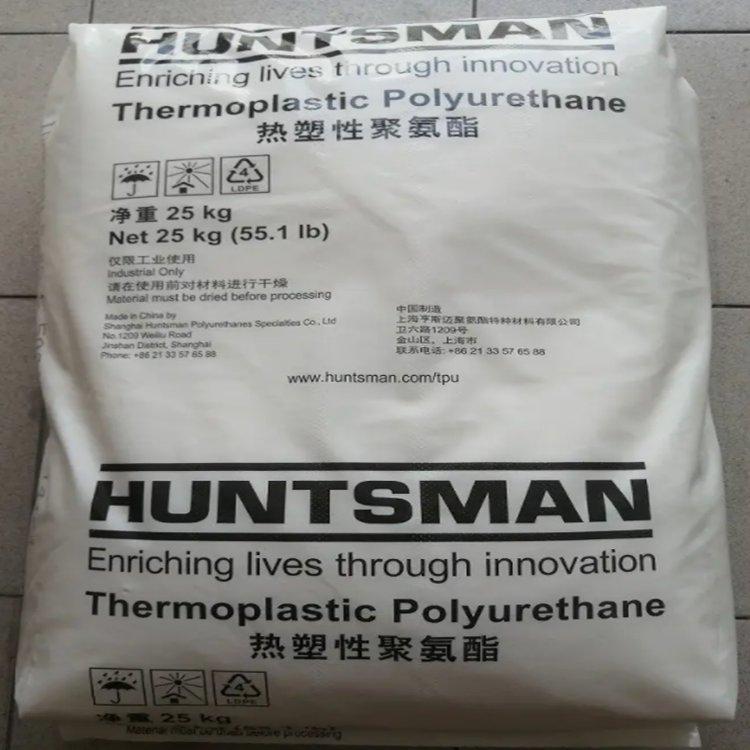 HUNTSMAN
Enriching lives through innovation
Thermoplastic Polyurethane
热塑性聚氨酯
4
LDPE
净重 25 kg
Net 25 kg (55.1 lb)
仅限工业使用
Industrial Only
请在使用前对材料进行干燥
Material must be dried before processing
Made in China by
Shanghai Huntsman Polyurethanes Specialties Co., Ltd
No.1209 Weiliu Road
Jinshan District, Shanghai
Phone: +86 21 33 57 65 88
中国制造
上海亨斯迈聚氨酯特种材料有限公司
卫六路1209号
金山区, 上海市
联系电话: +86 21 33 57 65 88
www.huntsman.com/tpu
HUNTSMAN
Enriching lives through innovation
Thermoplastic Polyurethane
热塑性聚氨酯
4
LDPE
净重 25 kg
Material must be dried before processing